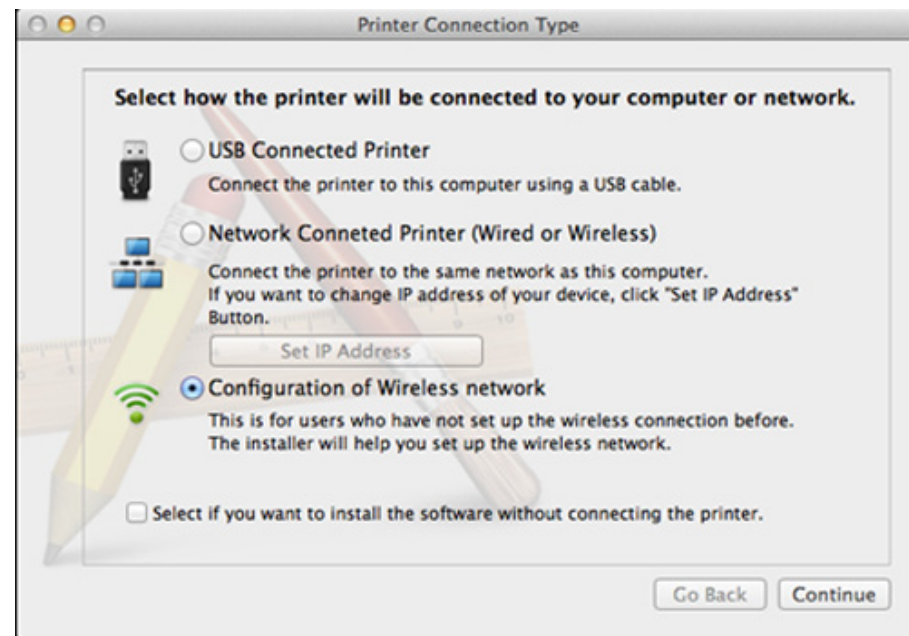 Printer Connection Type
Select how the printer will be connected to your computer or network.
USB Connected Printer
Connect the printer to this computer using a USB cable.
Network Conneted Printer (Wired or Wireless)
Connect the printer to the same network as this computer.
If you want to change IP address of your device, click "Set IP Address"
Button.
Set IP Address
Configuration of Wireless network
This is for users who have not set up the wireless connection before.
The installer will help you set up the wireless network.
Select if you want to install the software without connecting the printer.
Go Back Continue